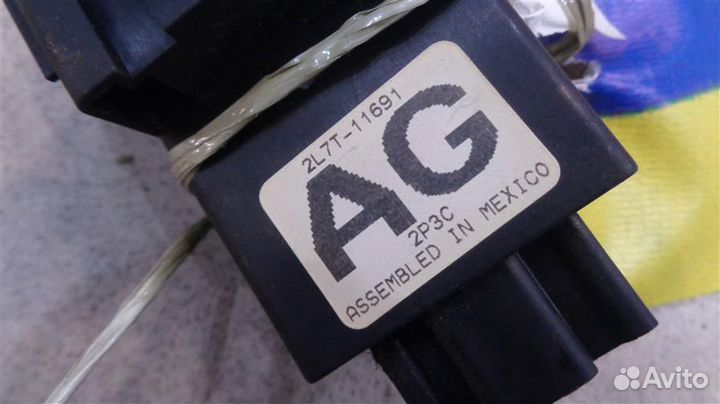 2L7T-11691
AG
2P3C
ASSEMBLED IN MEXICO
Avito